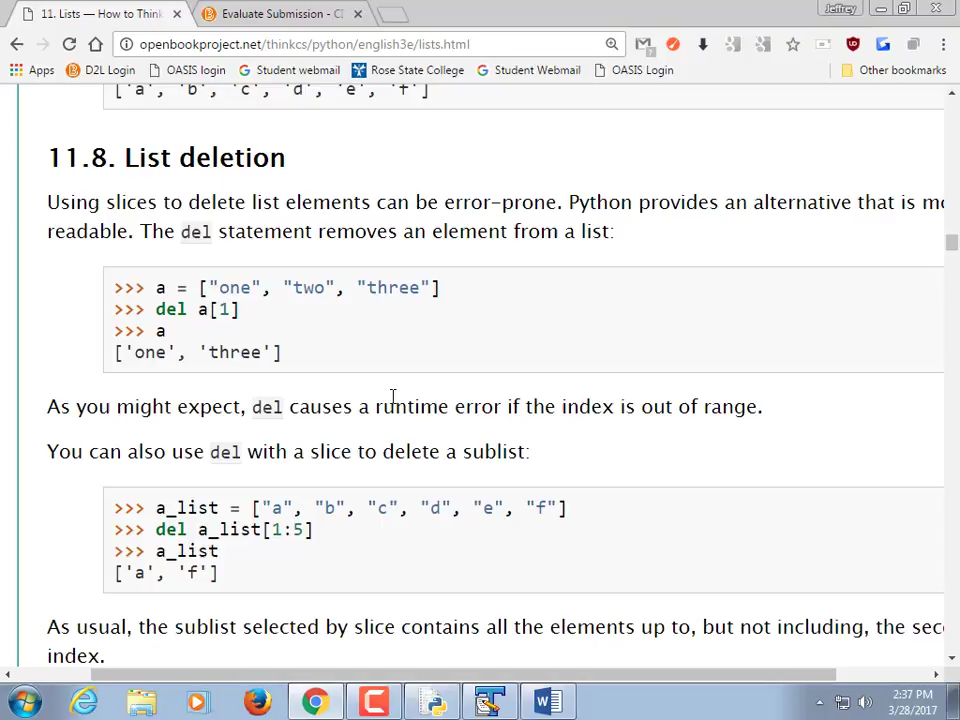 11. Lists — How to Think
Evaluate Submission - CI
Jeffrey
openbookproject.net/thinkcs/python/english3e/lists.html
Apps D2L Login OASIS login Student webmail Rose State College Student Webmail OASIS Login Other bookmarks
['a', 'b', 'c', 'd', 'e', 'f']
11.8. List deletion
Using slices to delete list elements can be error-prone. Python provides an alternative that is mo
readable. The del statement removes an element from a list:
>>> a = ["one", "two", "three"]
>>> del a[1]
>>> a
['one', 'three']
As you might expect, del causes a runtime error if the index is out of range.
You can also use del with a slice to delete a sublist:
>>> a_list = ["a", "b", "c", "d", "e", "f"]
>>> del a_list[1:5]
>>> a_list
['a', 'f']
As usual, the sublist selected by slice contains all the elements up to, but not including, the sec
index.
2:37 PM
3/28/2017